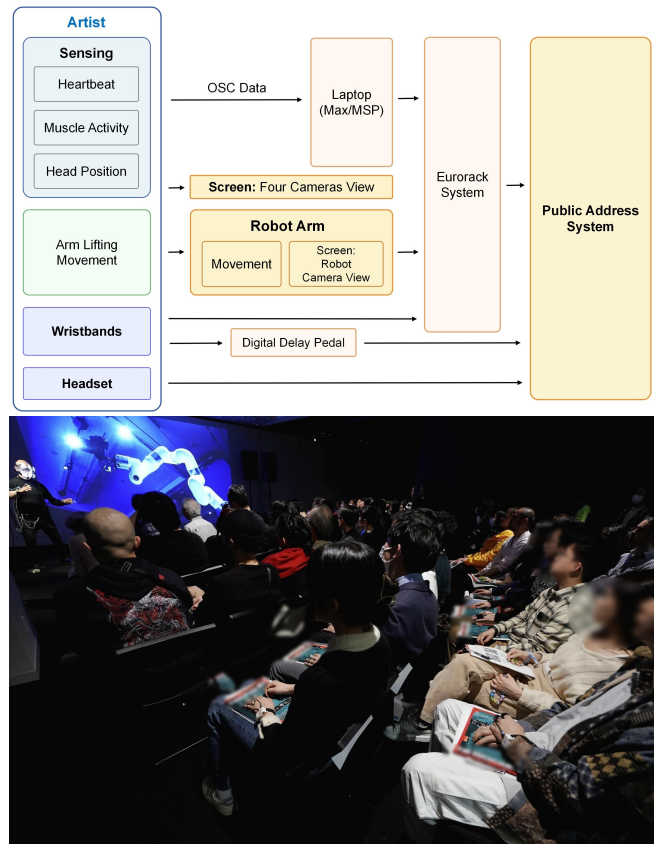 Artist
Sensing
Heartbeat
Muscle Activity
Head Position
OSC Data
Laptop
(Max/MSP)
Screen: Four Cameras View
Arm Lifting
Movement
Robot Arm
Movement
Screen:
Robot
Camera View
Wristbands
Digital Delay Pedal
Headset
Eurorack
System
Public Address
System